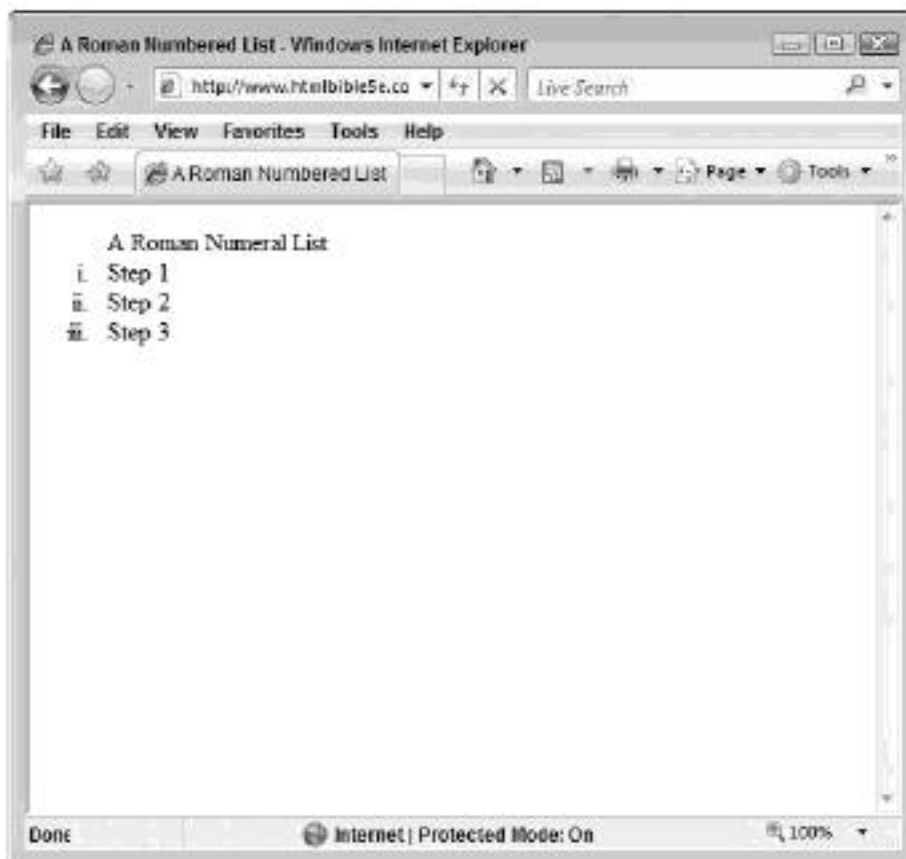 A Roman Numbered List - Windows Internet Explorer
http://www.htmlbible5e.co Live Search
File Edit View Favorites Tools Help
A Roman Numbered List Page Tools
A Roman Numeral List
i. Step 1
ii. Step 2
iii. Step 3
Done Internet | Protected Mode: On 100%